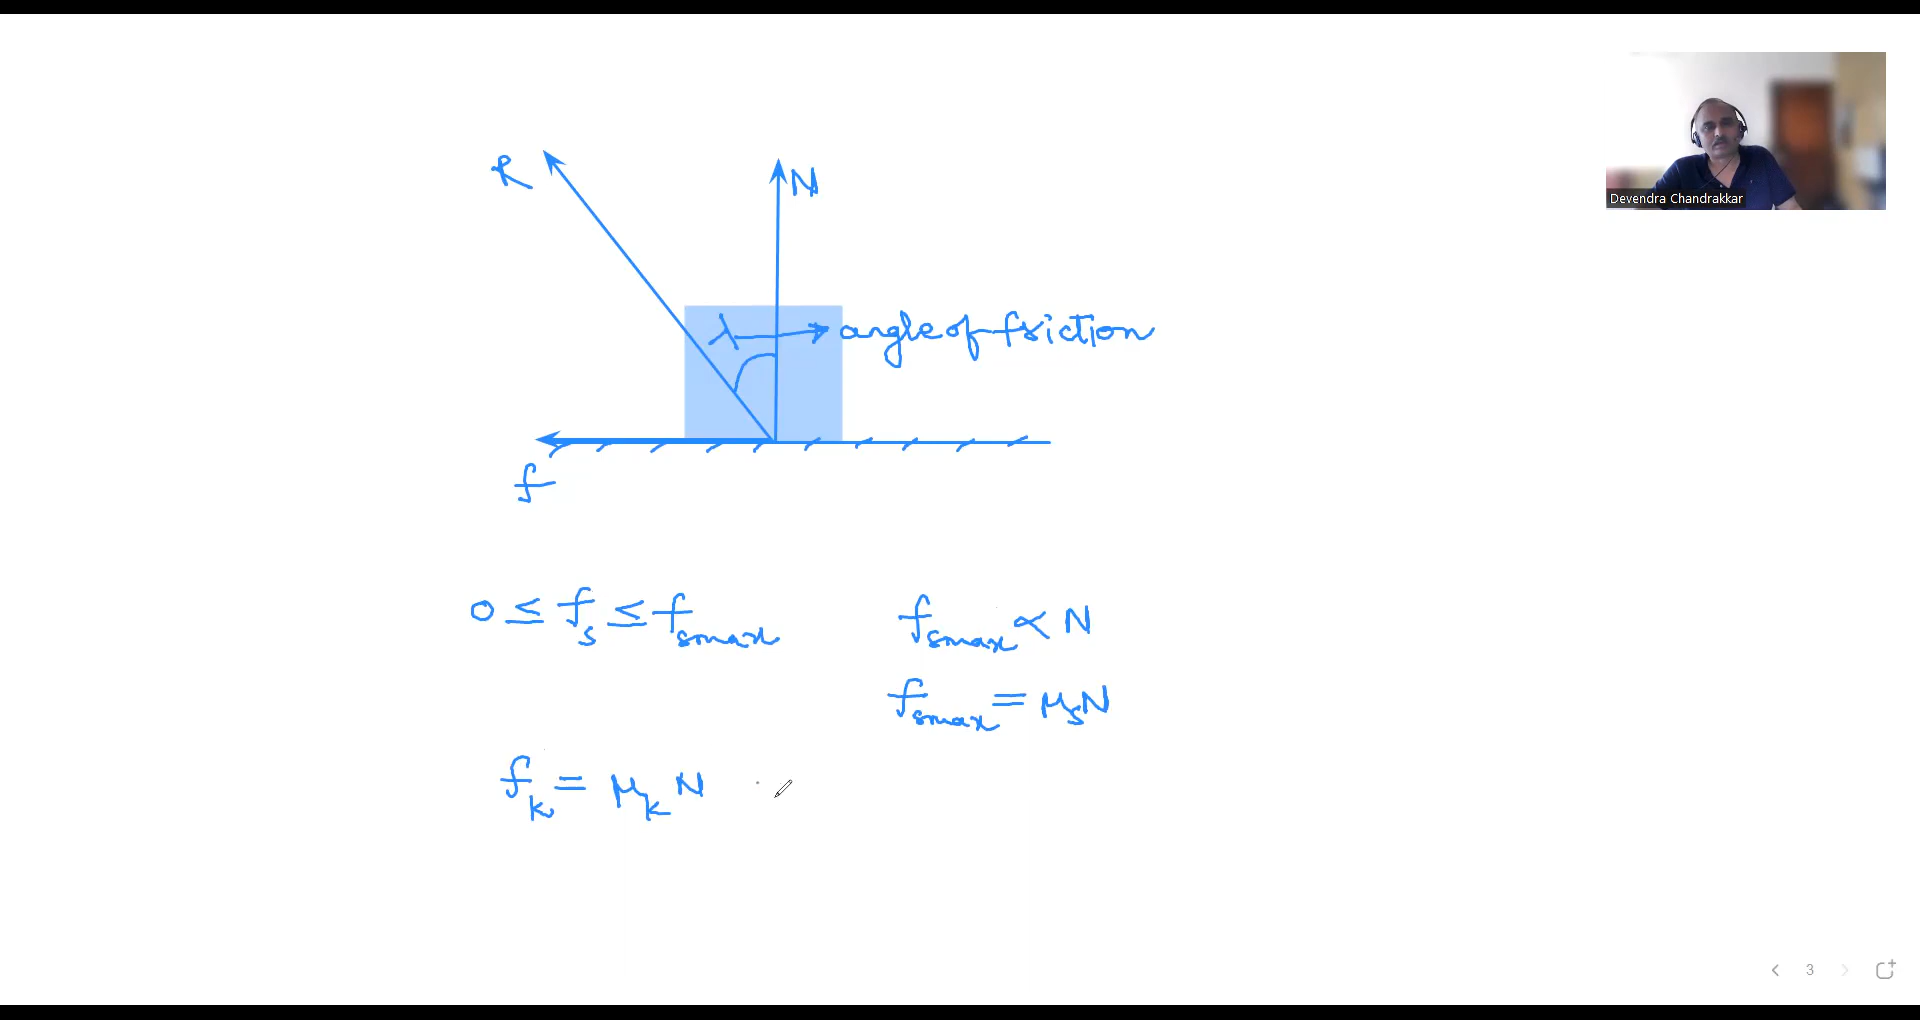 Devendra Chandrakkar
R
N
λ → angle of friction
f
0 ≤ f_s ≤ f_smax
f_smax ∝ N
f_smax = μ_s N
f_k = μ_k N
3